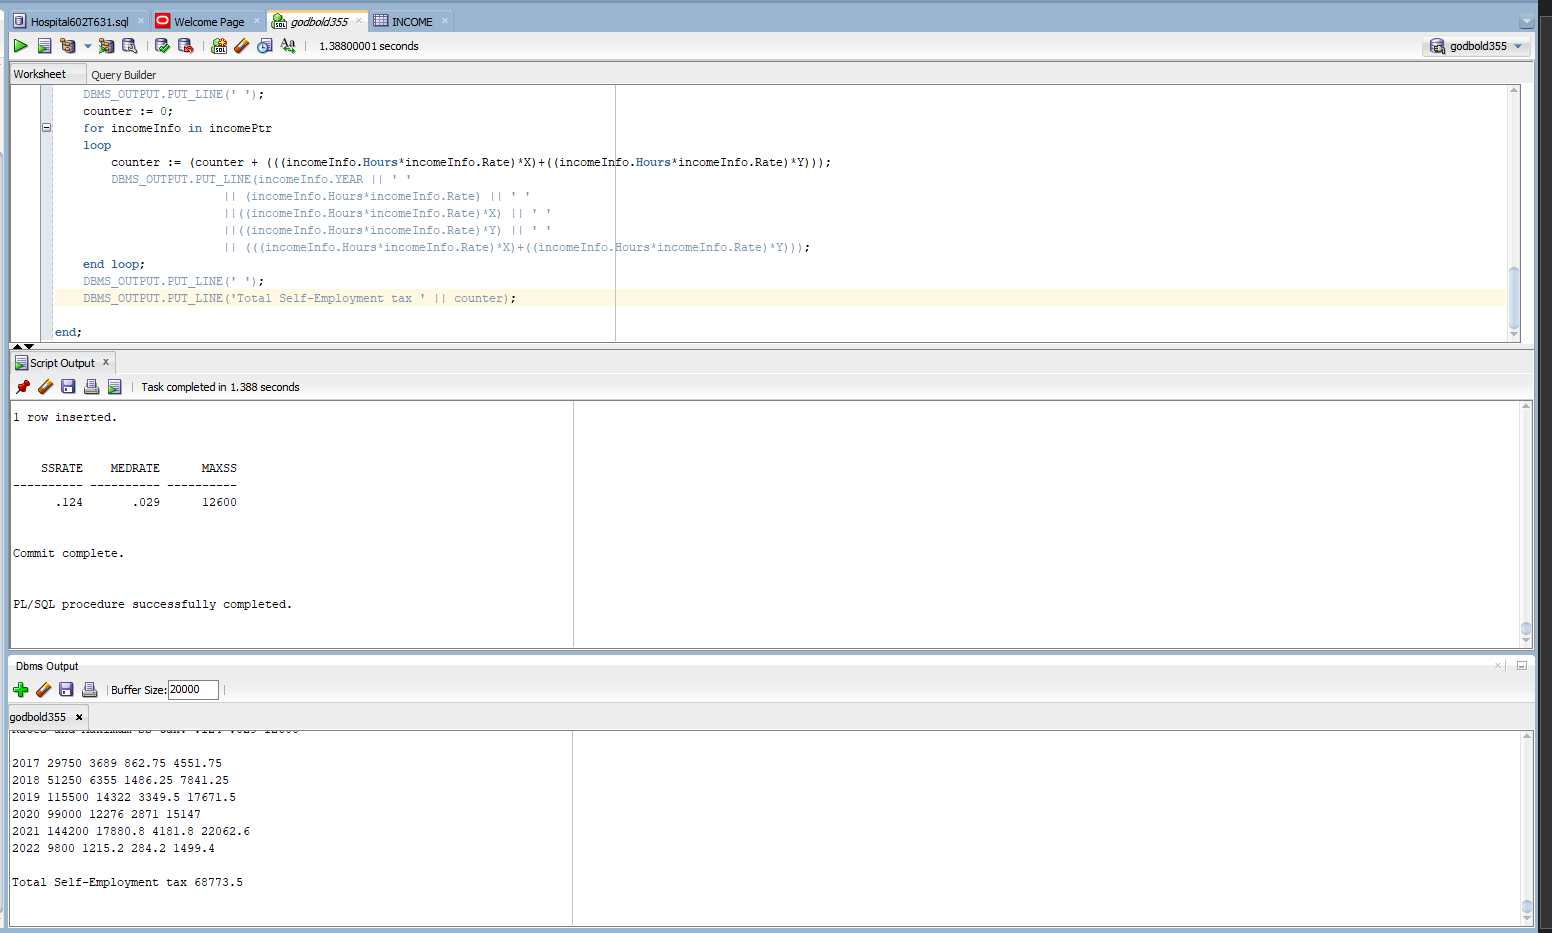 Hospital602T631.sql Welcome Page godbold355 INCOME
1.38800001 seconds godbold355
Worksheet Query Builder
DBMS_OUTPUT.PUT_LINE(' ');
counter := 0;
for incomeInfo in incomePtr
loop
counter := (counter + (((incomeInfo.Hours*incomeInfo.Rate)*X)+((incomeInfo.Hours*incomeInfo.Rate)*Y)));
DBMS_OUTPUT.PUT_LINE(incomeInfo.YEAR || ' '
|| (incomeInfo.Hours*incomeInfo.Rate) || ' '
||((incomeInfo.Hours*incomeInfo.Rate)*X) || ' '
||((incomeInfo.Hours*incomeInfo.Rate)*Y) || ' '
|| (((incomeInfo.Hours*incomeInfo.Rate)*X)+((incomeInfo.Hours*incomeInfo.Rate)*Y)));
end loop;
DBMS_OUTPUT.PUT_LINE(' ');
DBMS_OUTPUT.PUT_LINE('Total Self-Employment tax ' || counter);
end;
Script Output
Task completed in 1.388 seconds
1 row inserted.
SSRATE MEDRATE MAXSS
---------- ---------- ----------
.124 .029 12600
Commit complete.
PL/SQL procedure successfully completed.
Dbms Output
Buffer Size: 20000
godbold355
2017 29750 3689 862.75 4551.75
2018 51250 6355 1486.25 7841.25
2019 115500 14322 3349.5 17671.5
2020 99000 12276 2871 15147
2021 144200 17880.8 4181.8 22062.6
2022 9800 1215.2 284.2 1499.4
Total Self-Employment tax 68773.5